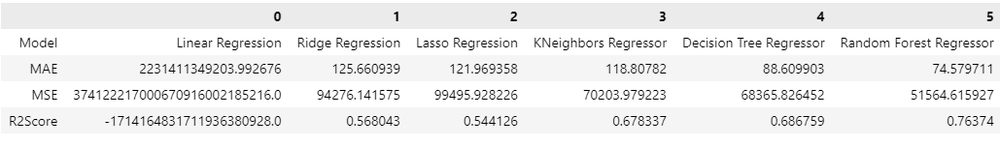 0 1 2 3 4 5
Model Linear Regression Ridge Regression Lasso Regression KNeighbors Regressor Decision Tree Regressor Random Forest Regressor
MAE 2231411349203.992676 125.660939 121.969358 118.80782 88.609903 74.579711
MSE 374122217000670916002185216.0 94276.141575 99495.928226 70203.979223 68365.826452 51564.615927
R2Score -1714164831711936380928.0 0.568043 0.544126 0.678337 0.686759 0.76374